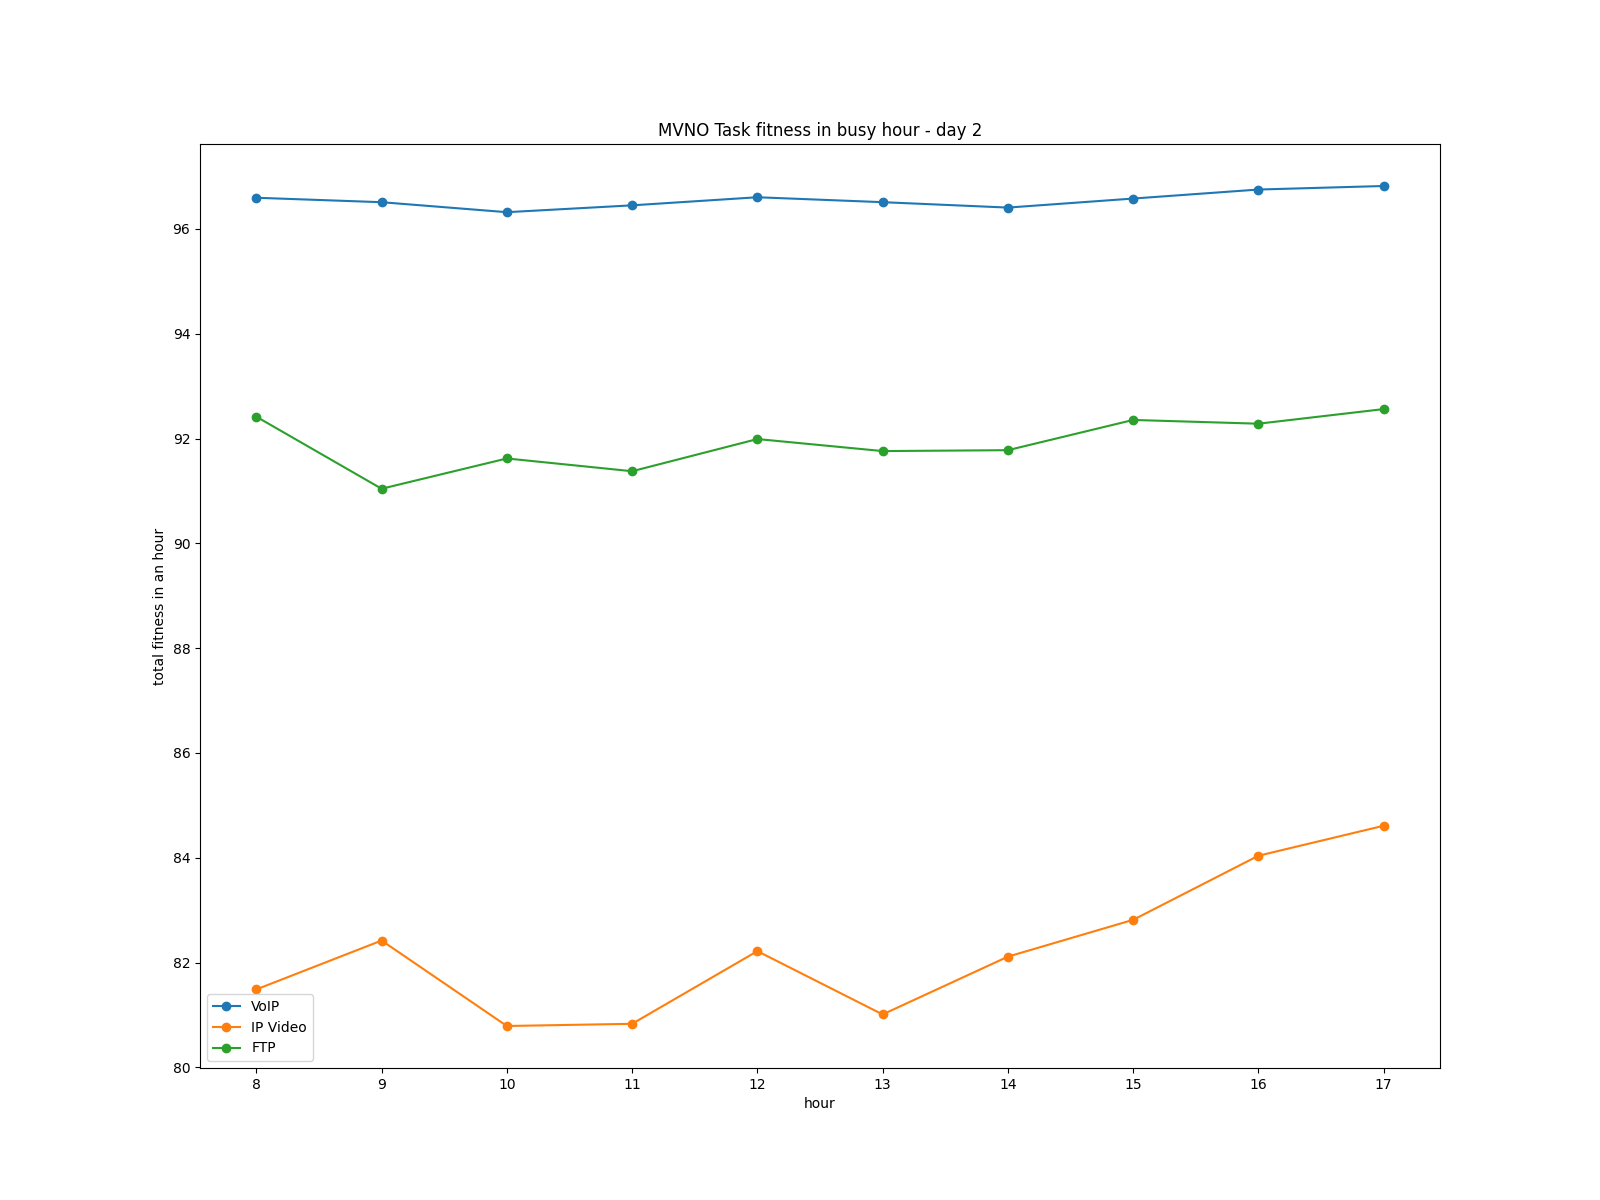 MVNO Task fitness in busy hour - day 2
total fitness in an hour
96
94
92
90
88
86
84
82
80
VoIP
IP Video
FTP
8 9 10 11 12 13 14 15 16 17
hour